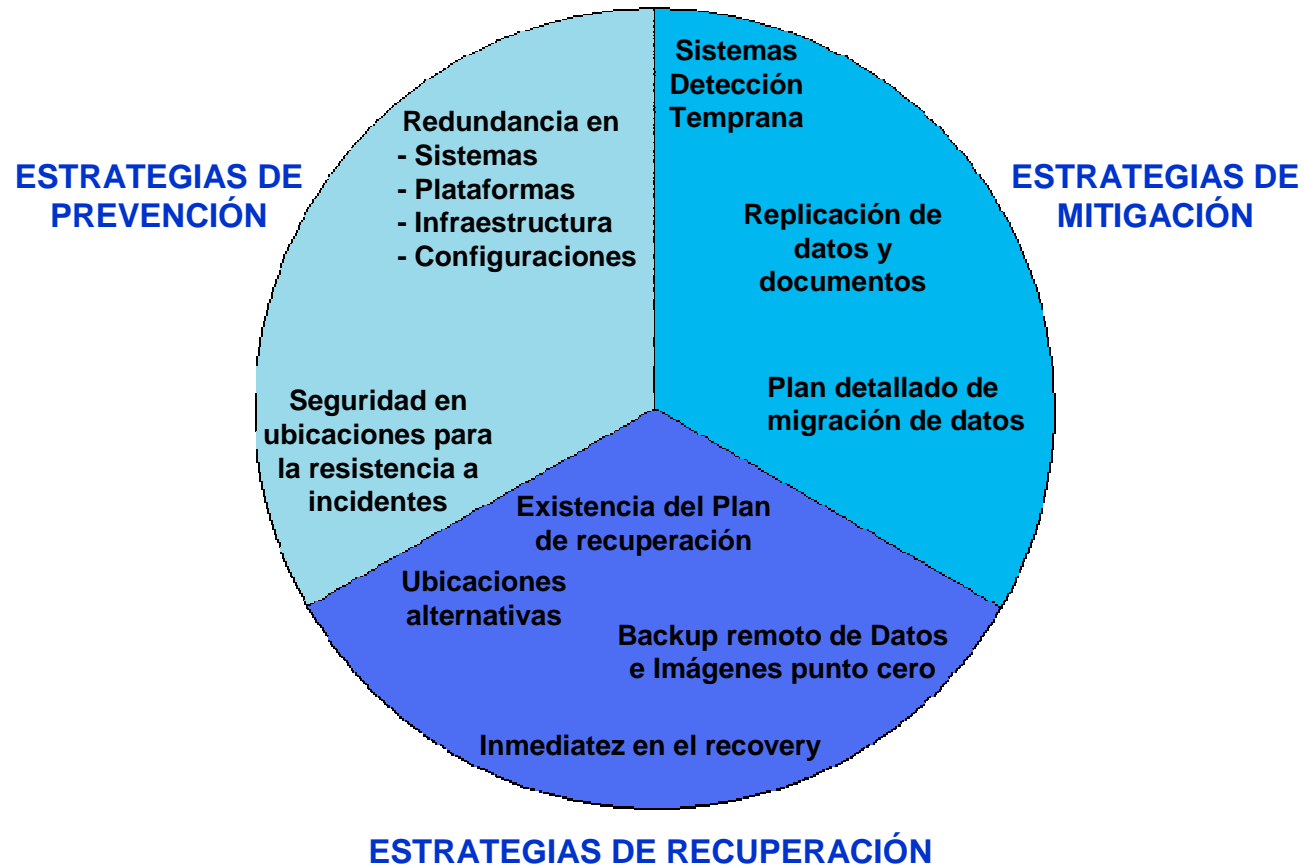 ESTRATEGIAS DE
PREVENCIÓN
Redundancia en
- Sistemas
- Plataformas
- Infraestructura
- Configuraciones
Seguridad en
ubicaciones para
la resistencia a
incidentes
Sistemas
Detección
Temprana
Replicación de
datos y
documentos
Plan detallado de
migración de datos
ESTRATEGIAS DE
MITIGACIÓN
Existencia del Plan
de recuperación
Ubicaciones
alternativas
Backup remoto de Datos
e Imágenes punto cero
Inmediatez en el recovery
ESTRATEGIAS DE RECUPERACIÓN